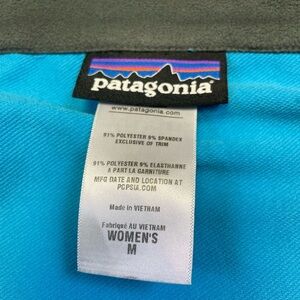 patagonia
www.patagonia.com
91% POLYESTER 9% SPANDEX
EXCLUSIVE OF TRIM
91% POLYESTER 9% ELASTHANNE
A PART LA GARNITURE
MFG DATE AND LOCATION AT
PCPSIA.COM
Made in VIETNAM
Fabriqué AU VIETNAM
WOMEN'S
M